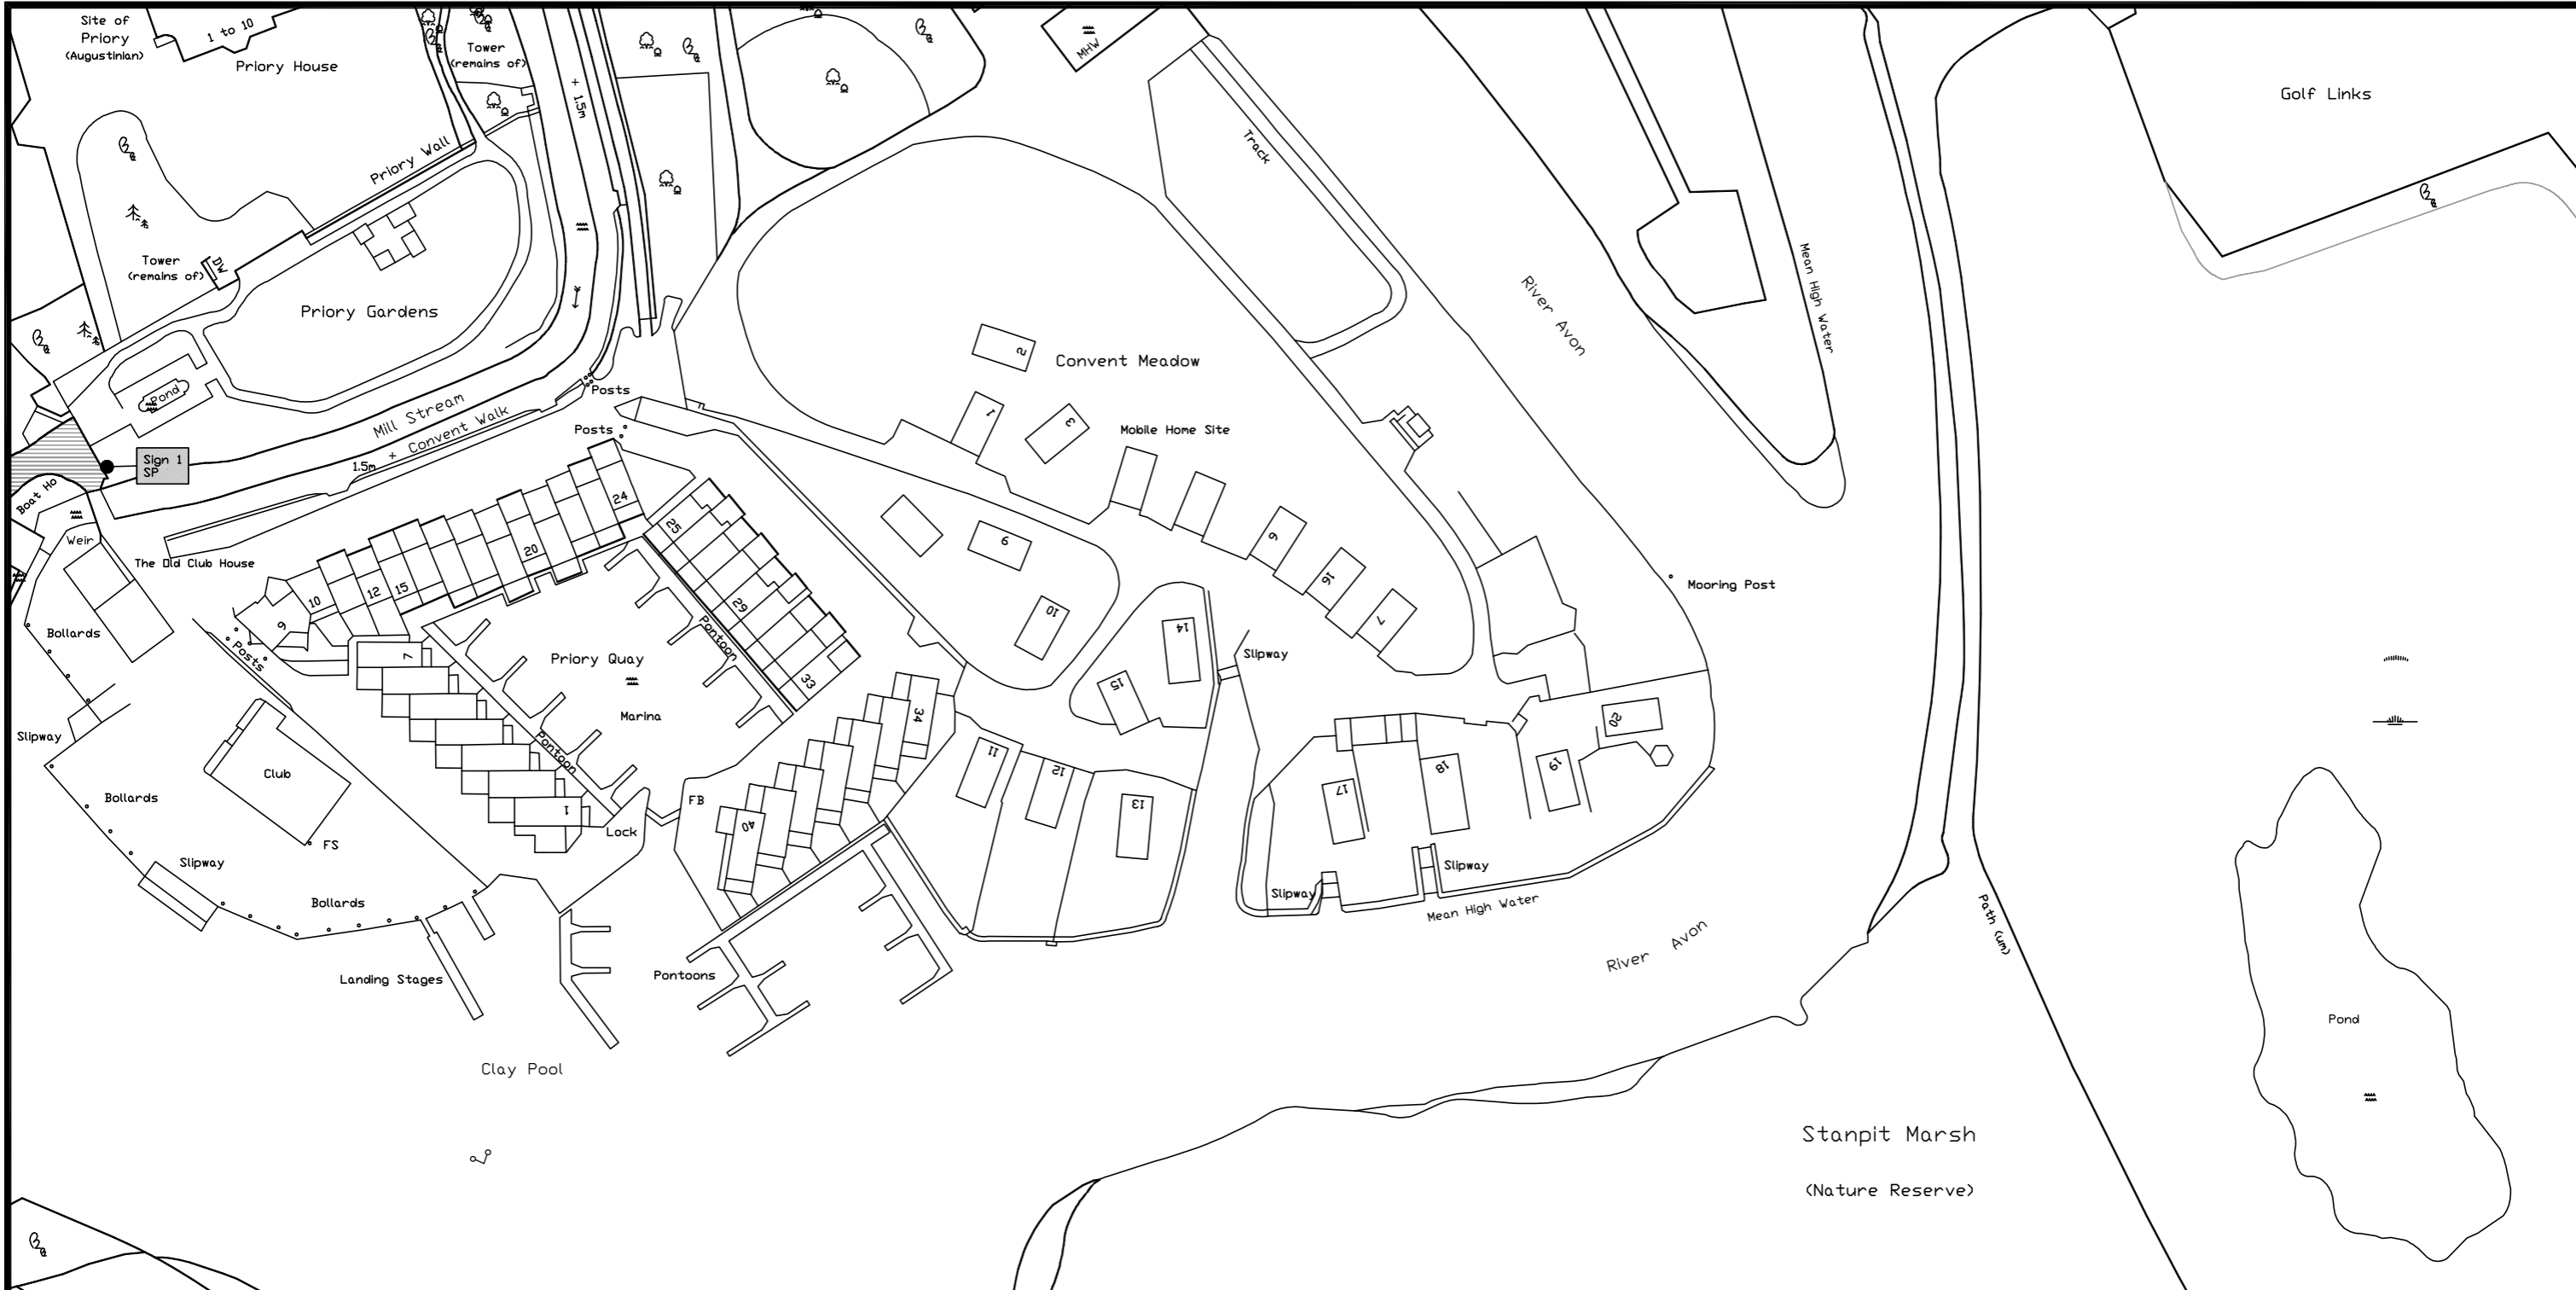 Site of
Priory
(Augustinian)
1 to 10
Priory House
Tower
(remains of)
+ 1.5m
MHW
Golf Links
Priory Wall
Track
Tower
(remains of)
DW
Priory Gardens
River Avon
Mean High Water
Pond
Mill Stream
Convent Walk
1.5m +
Posts
Posts
2
Convent Meadow
1
3
Mobile Home Site
Sign 1
SP
Boat Ho
Weir
The Old Club House
24
25
20
15
12
10
9
9
6
16
7
10
14
15
Mooring Post
Bollards
Posts
7
Priory Quay
Marina
Pontoon
29
33
34
Slipway
Slipway
Club
Pontoon
1
Lock
FB
40
11
12
13
17
18
19
20
Bollards
FS
Slipway
Bollards
Slipway
Slipway
Mean High Water
Path (um)
River Avon
Landing Stages
Pontoons
Clay Pool
Pond
Stanpit Marsh
(Nature Reserve)